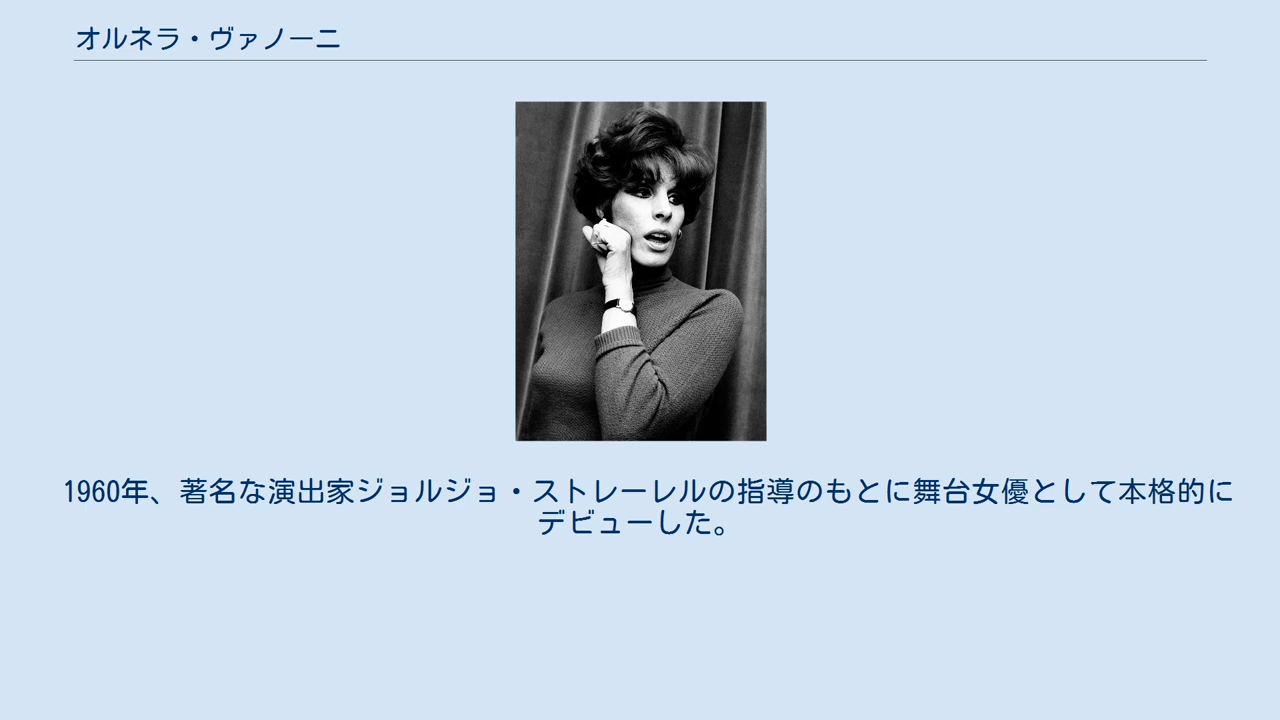 オルネラ・ヴァノーニ
1960年、著名な演出家ジョルジョ・ストレーレルの指導のもとに舞台女優として本格的に
デビューした。